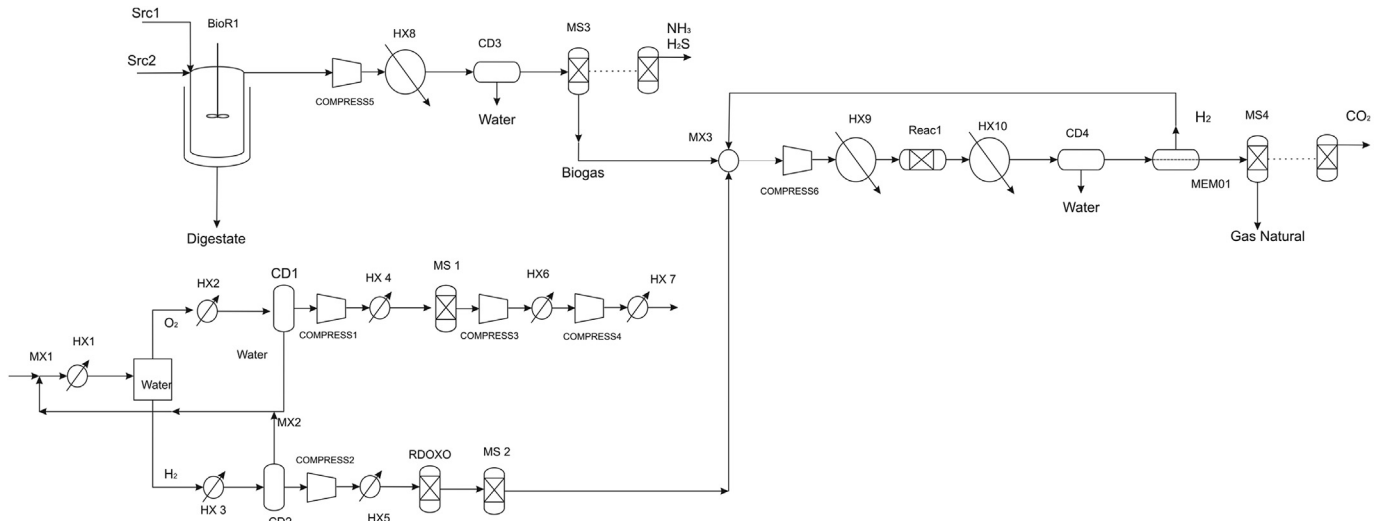 Src1
BioR1
Src2
COMPRESS5
HX8
CD3
Water
MS3
NH₃
H₂S
Biogas
Digestate
MX3
COMPRESS6
HX9
Reac1
HX10
CD4
Water
H₂
MEM01
MS4
CO₂
Gas Natural
MX1
HX1
Water
O₂
HX2
CD1
Water
COMPRESS1
HX 4
MS 1
COMPRESS3
HX6
COMPRESS4
HX 7
MX2
H₂
HX 3
CD2
COMPRESS2
HX5
RDOXO
MS 2